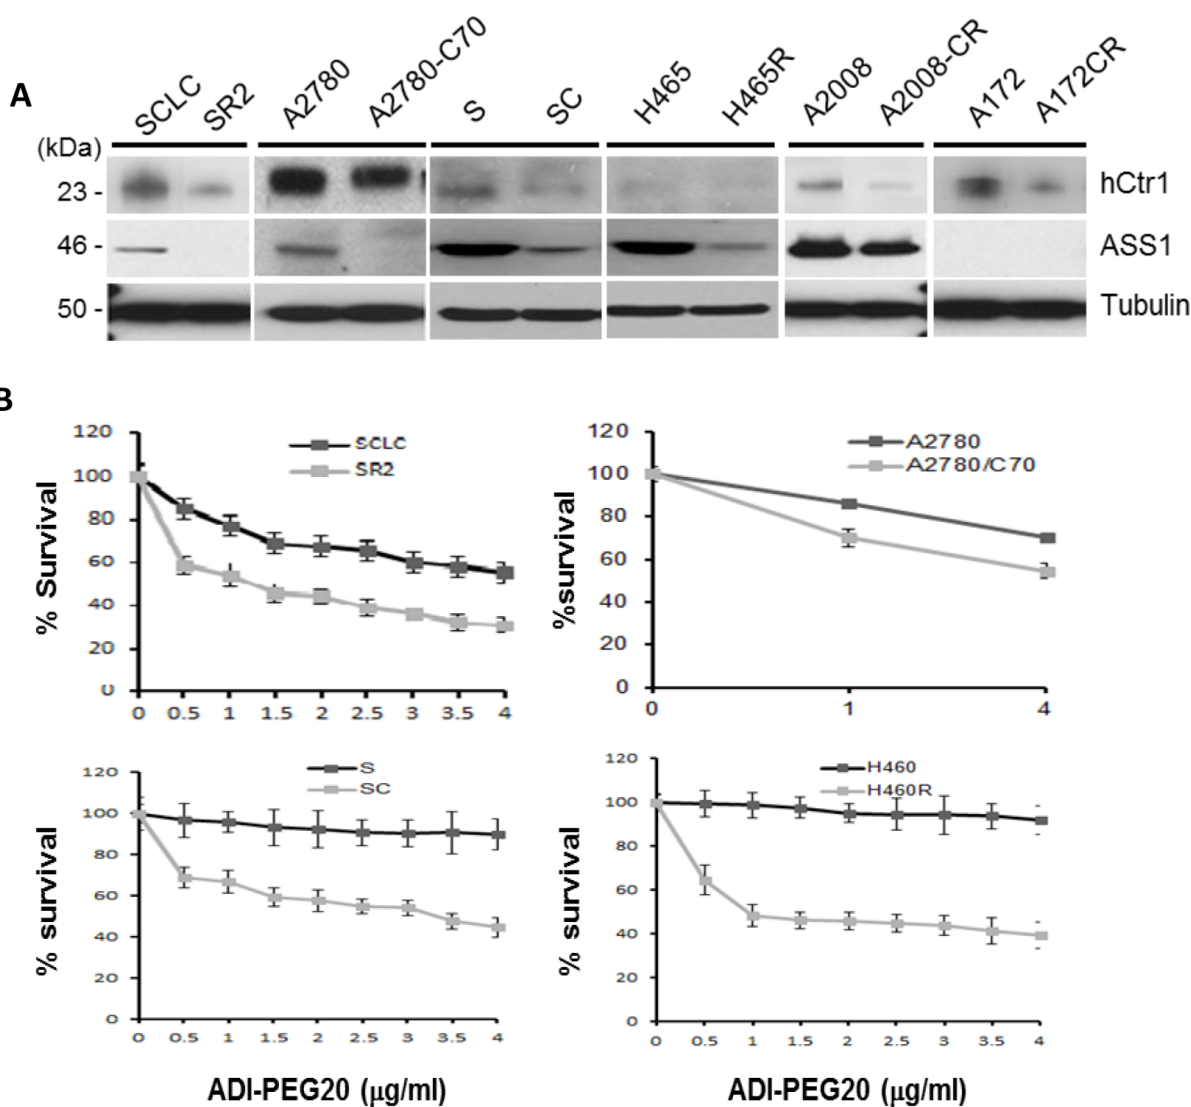 A
SCLC SR2 A2780 A2780-C70 S SC H465 H465R A2008 A2008-CR A172 A172CR
(kDa)
23 - hCtr1
46 - ASS1
50 - Tubulin
B
120
100
80
60
40
20
0
% Survival
SCLC
SR2
0 0.5 1 1.5 2 2.5 3 3.5 4
120
100
80
60
40
20
0
%survival
A2780
A2780/C70
0 1 4
120
100
80
60
40
20
0
% survival
S
SC
0 0.5 1 1.5 2 2.5 3 3.5 4
ADI-PEG20 (μg/ml)
120
100
80
60
40
20
0
% survival
H460
H460R
0 0.5 1 1.5 2 2.5 3 3.5 4
ADI-PEG20 (μg/ml)